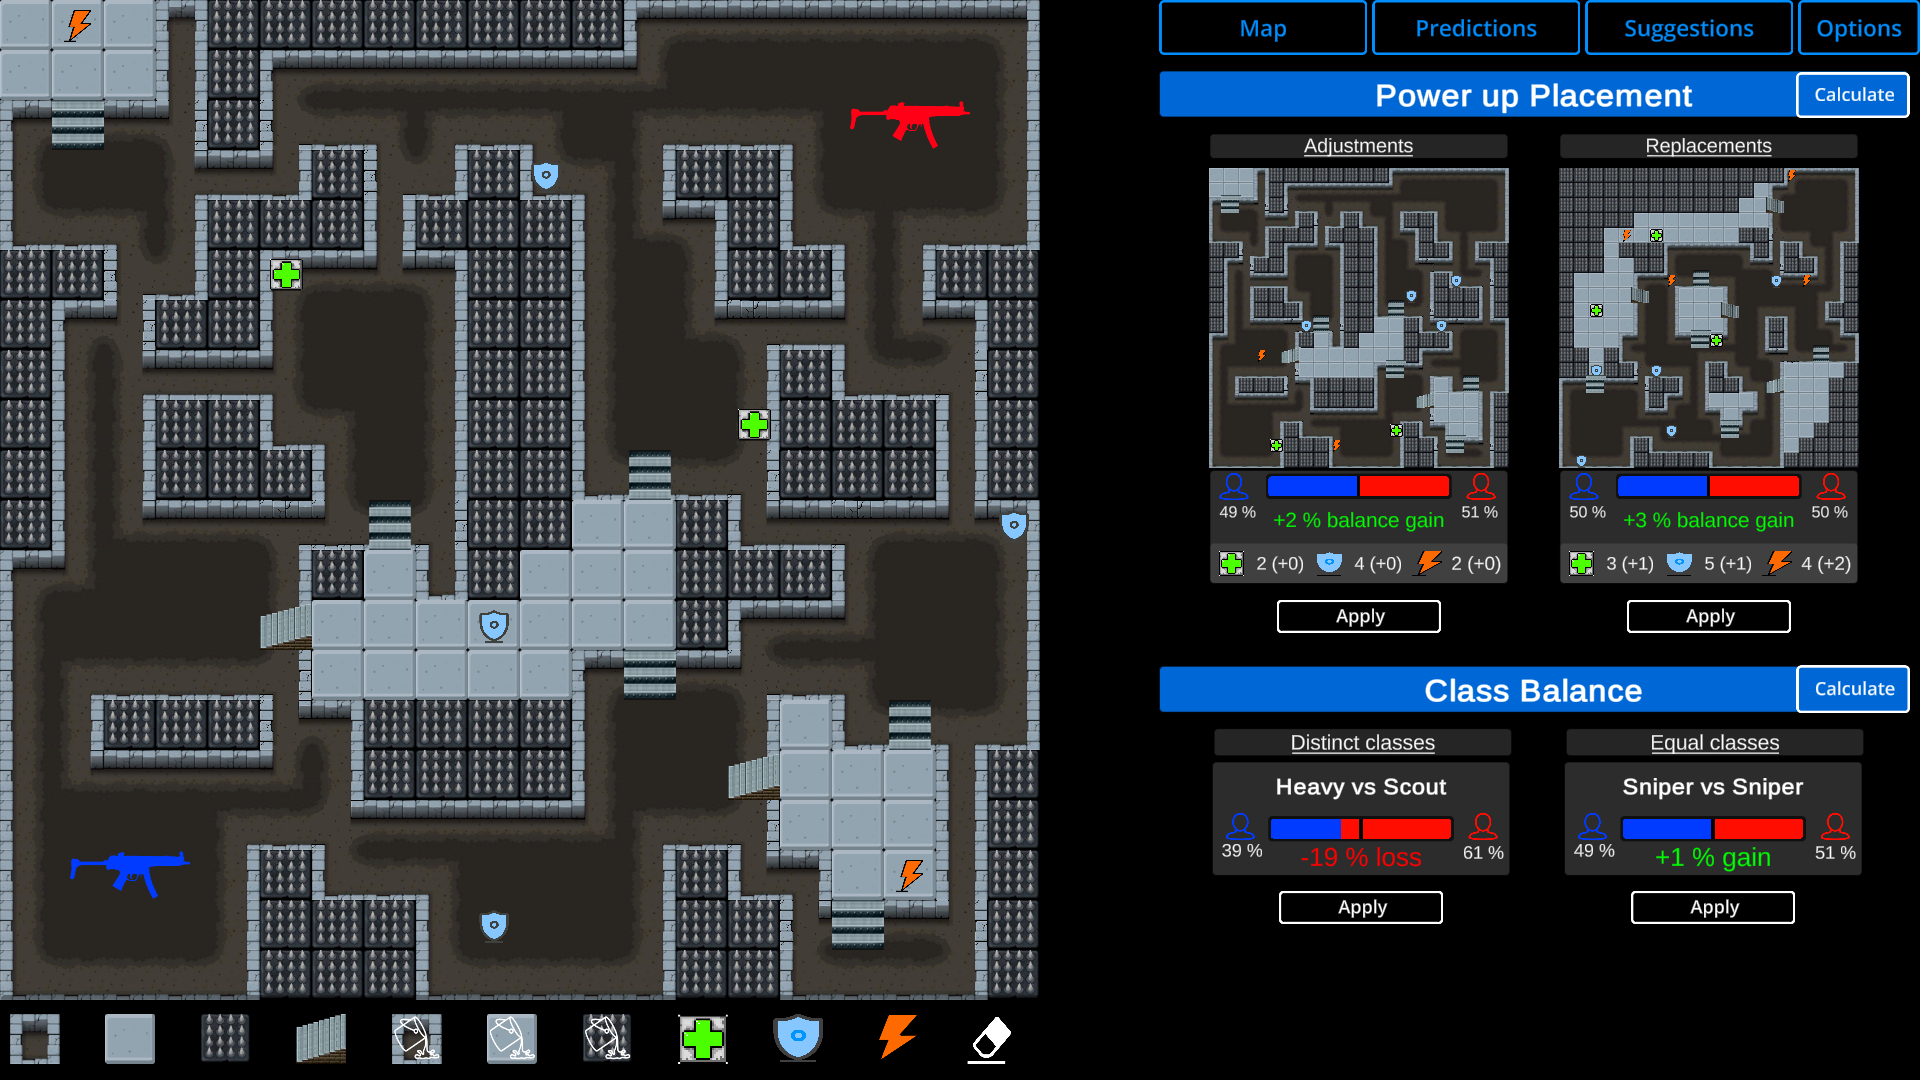 Map Predictions Suggestions Options
Power up Placement Calculate
Adjustments Replacements
49 % 51 % 50 % 50 %
+2 % balance gain +3 % balance gain
2 (+0) 4 (+0) 2 (+0) 3 (+1) 5 (+1) 4 (+2)
Apply Apply
Class Balance Calculate
Distinct classes Equal classes
Heavy vs Scout Sniper vs Sniper
39 % -19 % loss 61 % 49 % +1 % gain 51 %
Apply Apply